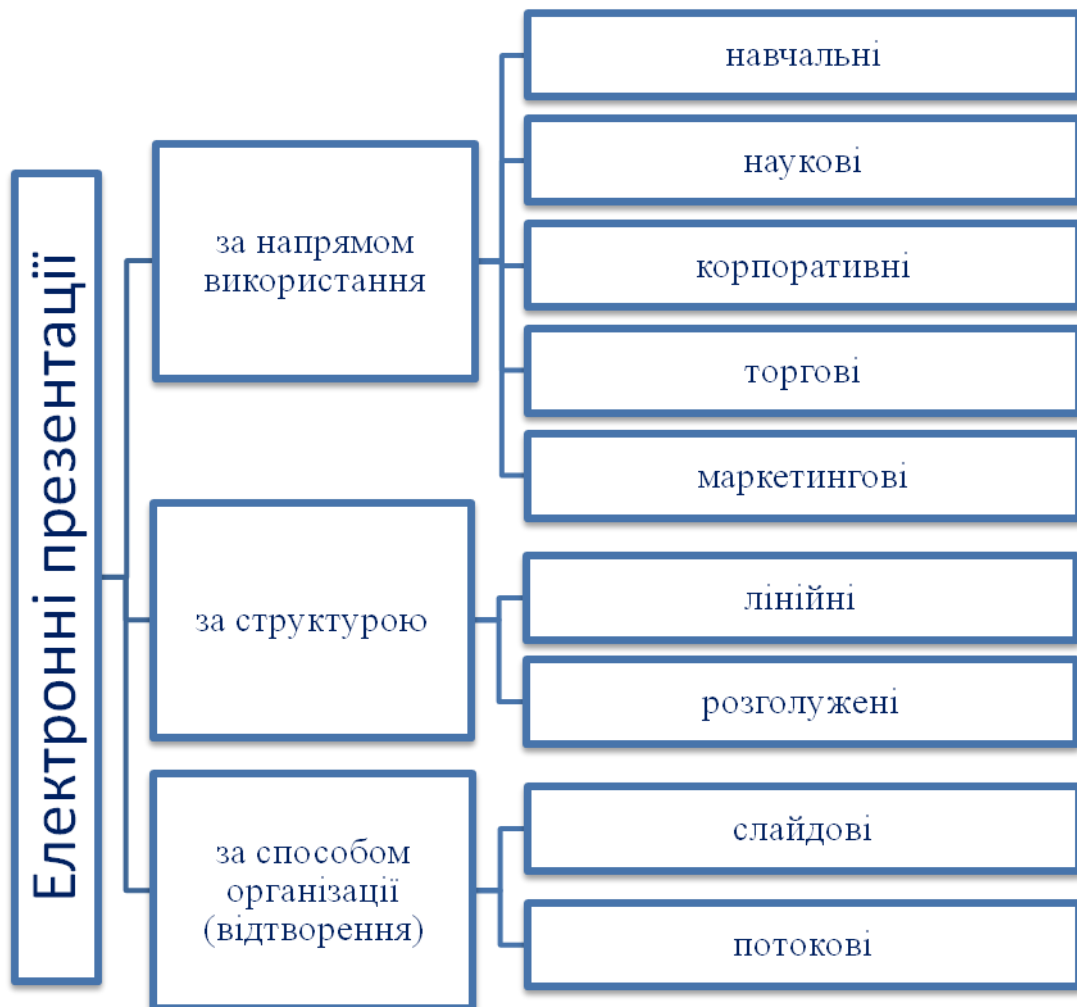 Електронні презентації
за напрямом
використання
навчальні
наукові
корпоративні
торгові
маркетингові
за структурою
лінійні
розголужені
за способом
організації
(відтворення)
слайдові
потокові